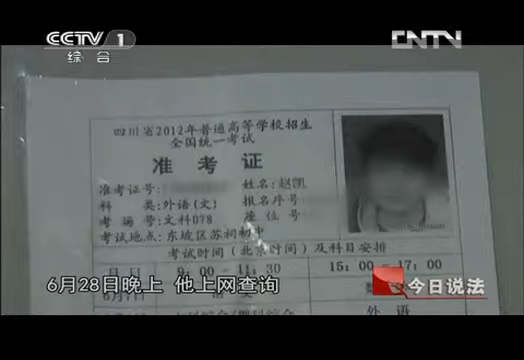 CCTV 1
综合
CNTN
四川省2012年普通高等学校招生
全国统一考试
准考证
准考证号: 姓名:赵凯
科类:外语(文) 报名序号
考场号:文科078 座位号
考试地点:东坡区苏祠初中
考试时间(北京时间)及科目安排
9:00-11:30 15:00-17:00
6月28日晚上 他上网查询
今日说法
外语